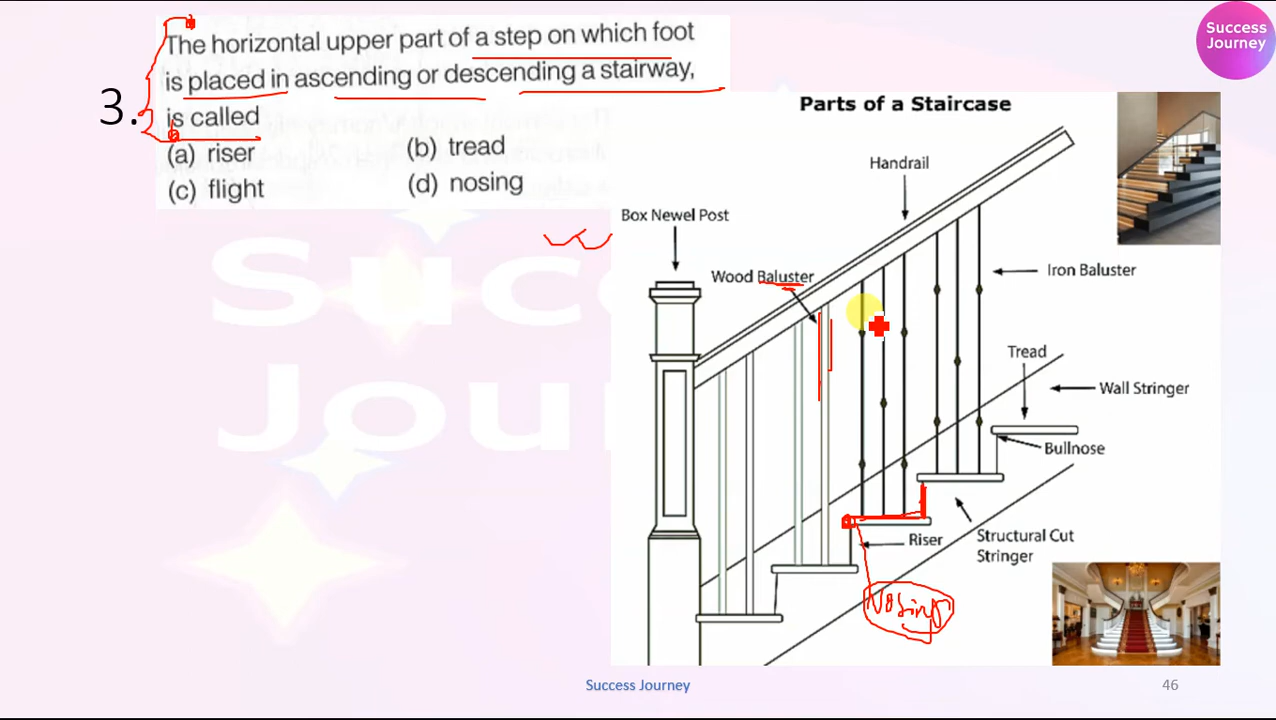 Success
Journey
The horizontal upper part of a step on which foot
is placed in ascending or descending a stairway,
3. is called
(a) riser (b) tread
(c) flight (d) nosing
Parts of a Staircase
Handrail
Box Newel Post
Wood Baluster
Iron Baluster
Tread
Wall Stringer
Bullnose
Riser
Structural Cut
Stringer
Nosing
Success Journey
46